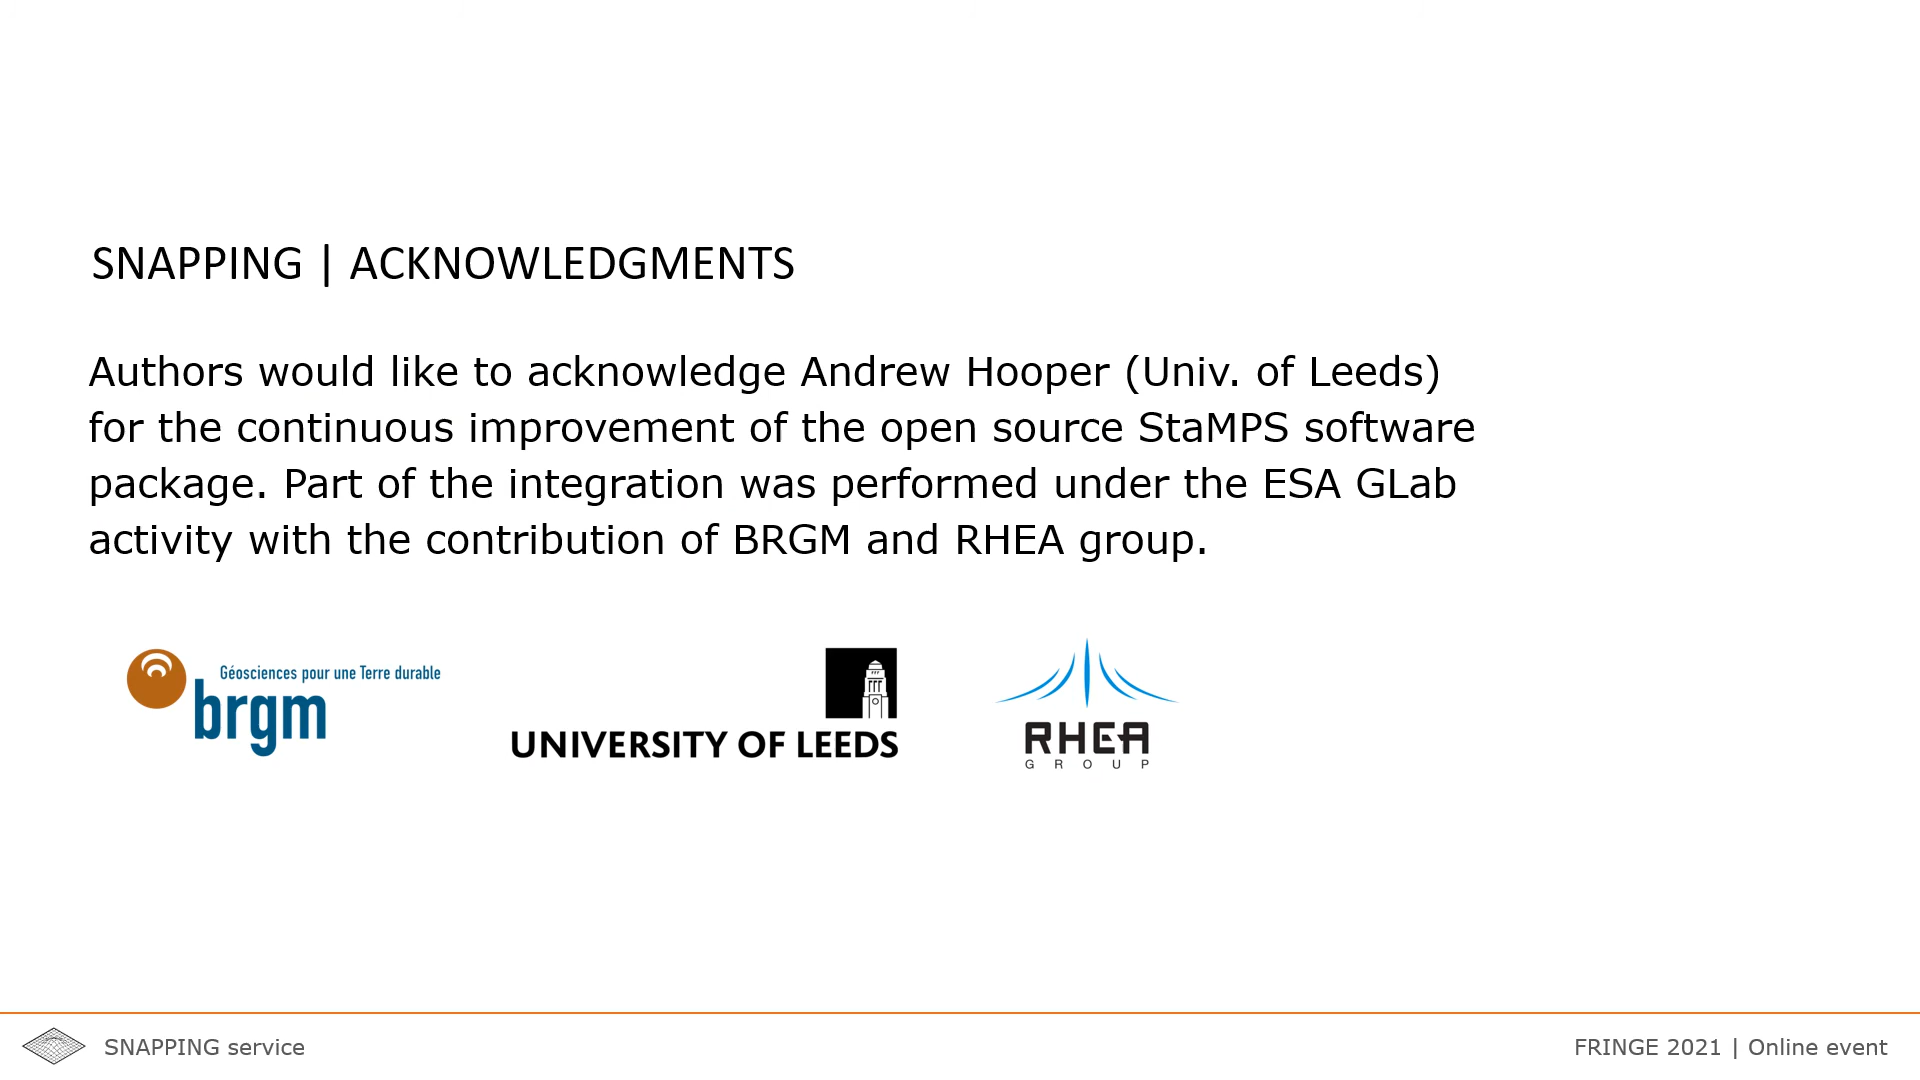 SNAPPING | ACKNOWLEDGMENTS
Authors would like to acknowledge Andrew Hooper (Univ. of Leeds)
for the continuous improvement of the open source StaMPS software
package. Part of the integration was performed under the ESA GLab
activity with the contribution of BRGM and RHEA group.
Géosciences pour une Terre durable
brgm
UNIVERSITY OF LEEDS
RHEA
GROUP
SNAPPING service
FRINGE 2021 | Online event